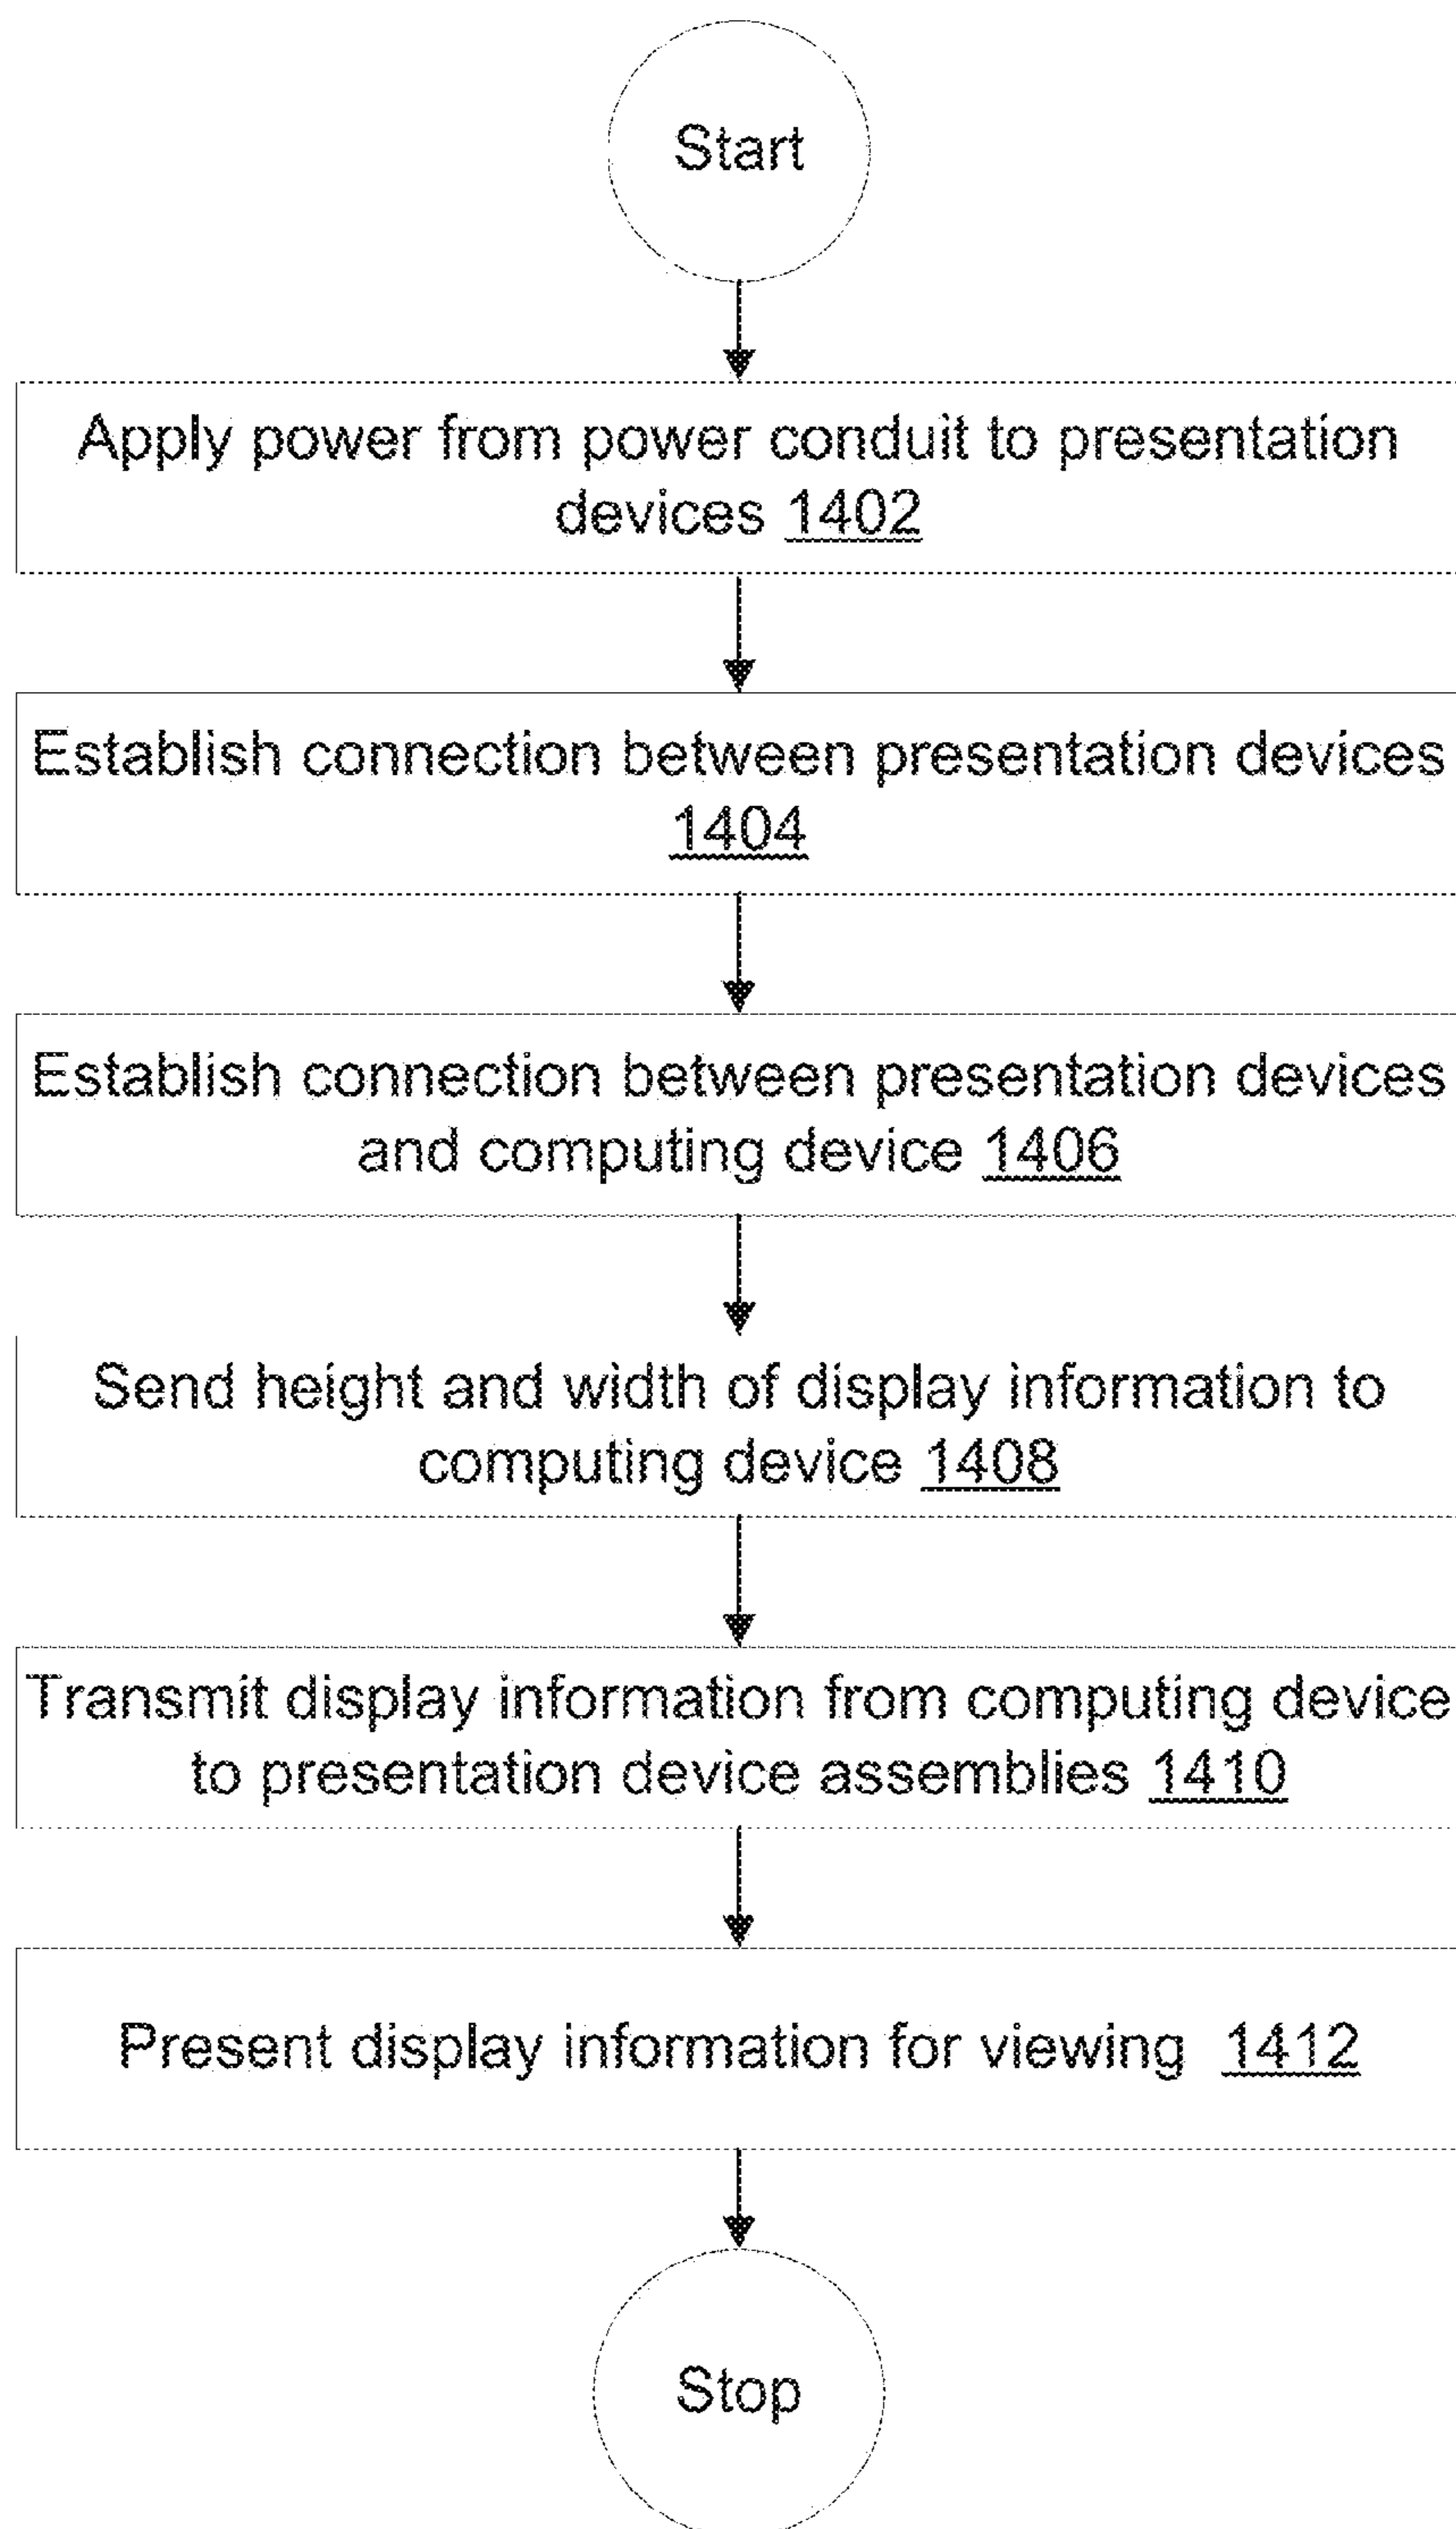 Start
Apply power from power conduit to presentation
devices 1402
Establish connection between presentation devices
1404
Establish connection between presentation devices
and computing device 1406
Send height and width of display information to
computing device 1408
Transmit display information from computing device
to presentation device assemblies 1410
Present display information for viewing 1412
Stop